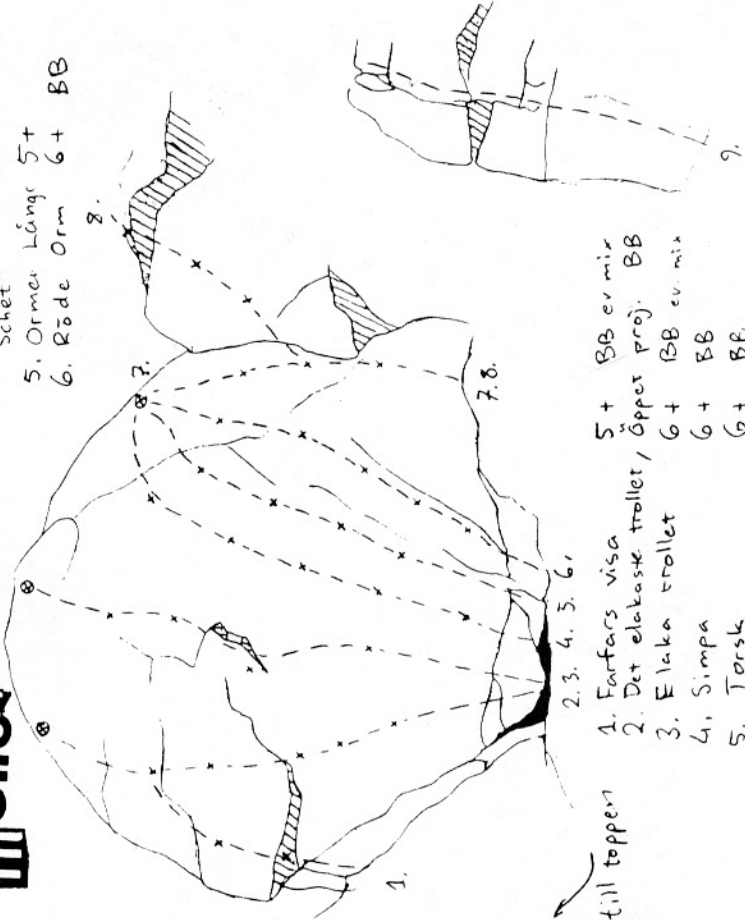 schet
5. Ormer Långe 5+
6. Röde Orm 6+ BB
8.
7.
9.
7.8.
2.3. 4. 5. 6.
1.
till toppen
1. Farfars visa 5+ BB ev mix
2. Det elakaste trollet, öppet proj. BB
3. Elaka trollet 6+ BB ev. mix
4. Simpa 6+ BB
5. Torsk 6+ BB